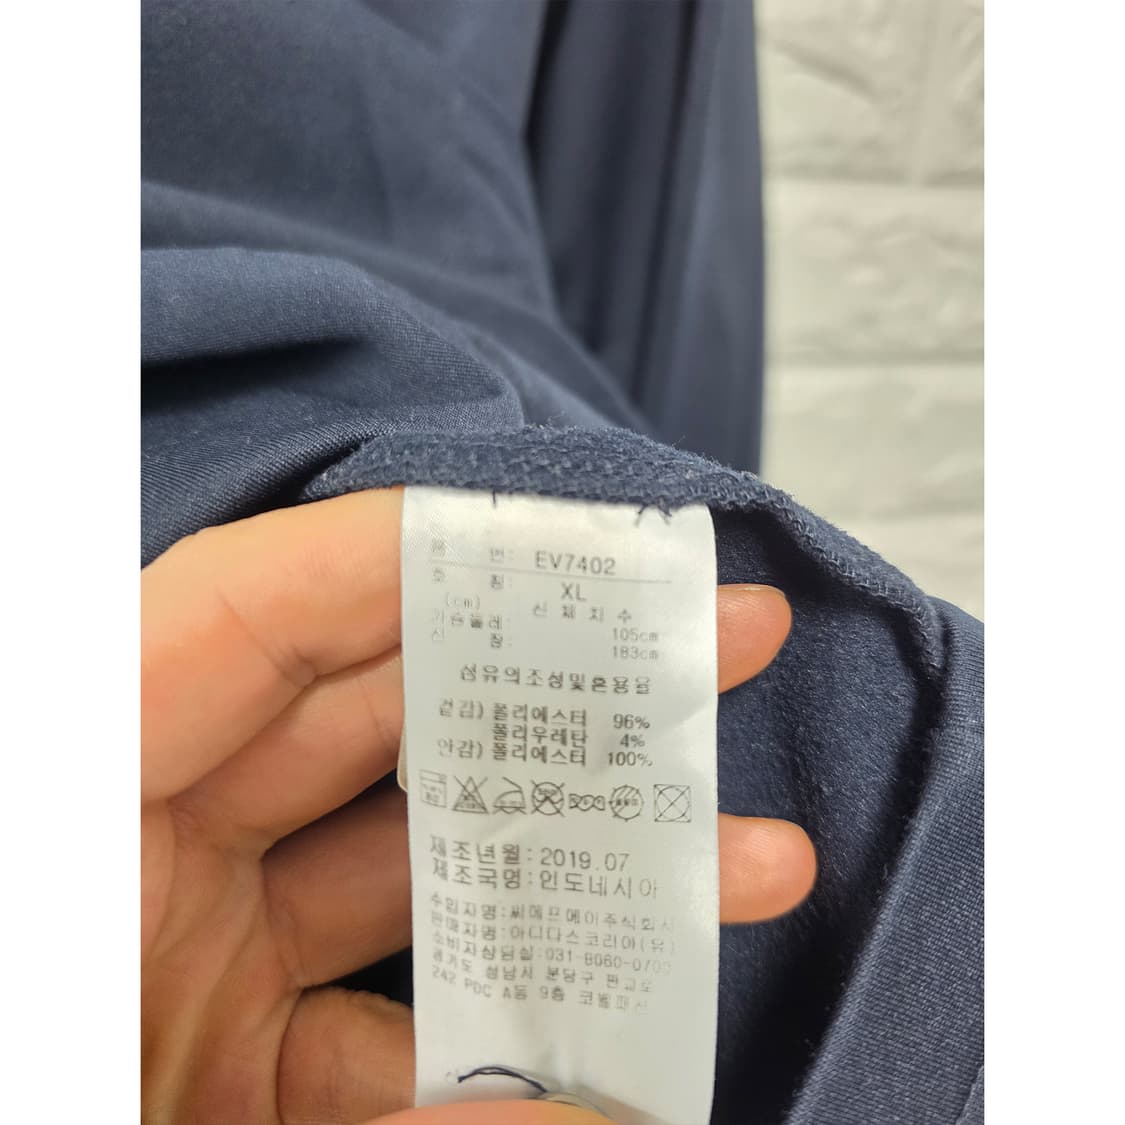 품 번: EV7402
호 칭: XL
(cm) 신 체 치 수
가슴둘레: 105cm
신 장: 183cm
섬유의조성및혼용율
겉감) 폴리에스터 96%
폴리우레탄 4%
안감) 폴리에스터 100%
제조년월: 2019.07
제조국명: 인도네시아
수입자명: 씨에프에이주식회사
판매자명: 아디다스코리아(유)
소비자상담실: 031-8060-0703
경기도 성남시 분당구 판교로
242 PDC A동 9층